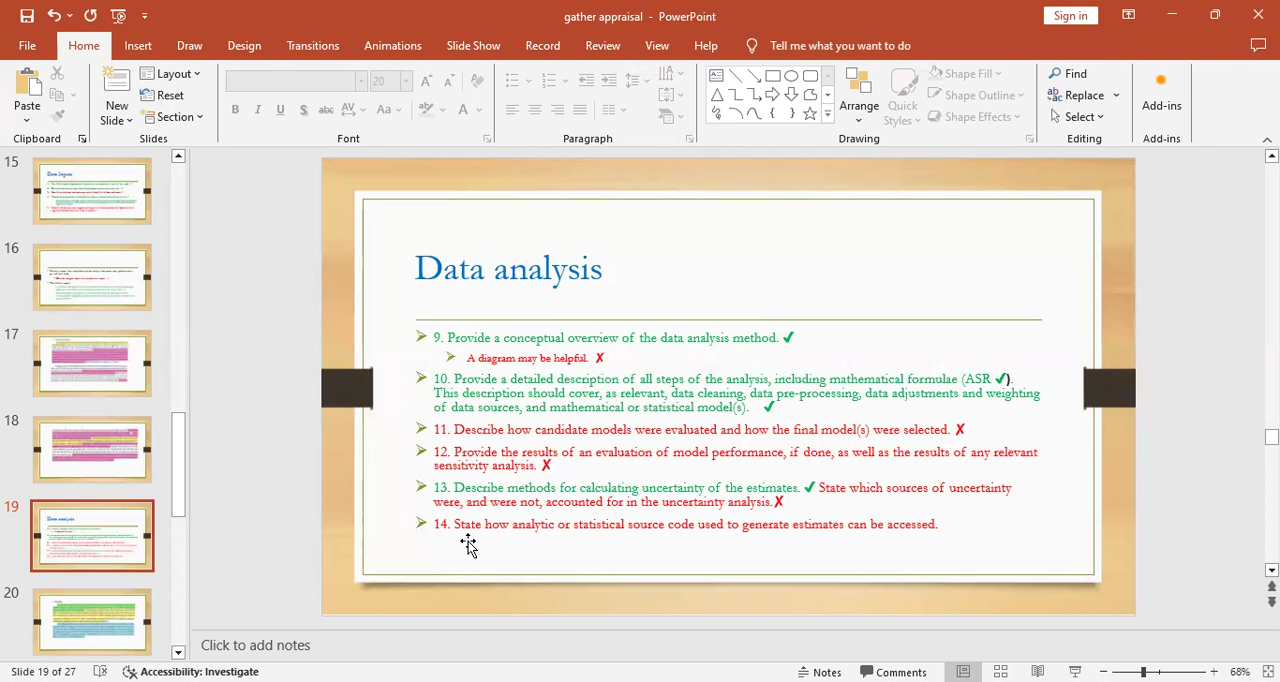 gather appraisal - PowerPoint
Sign in
File Home Insert Draw Design Transitions Animations Slide Show Record Review View Help Tell me what you want to do
Paste
New Slide
Layout
Reset
Section
20
Arrange
Quick Styles
Shape Fill
Shape Outline
Shape Effects
Find
Replace
Select
Add-ins
Clipboard Slides Font Paragraph Drawing Editing Add-ins
15
16
17
18
19
20
Data analysis
9. Provide a conceptual overview of the data analysis method. ✔
A diagram may be helpful. ✗
10. Provide a detailed description of all steps of the analysis, including mathematical formulae (ASR ✔).
This description should cover, as relevant, data cleaning, data pre-processing, data adjustments and weighting
of data sources, and mathematical or statistical model(s). ✔
11. Describe how candidate models were evaluated and how the final model(s) were selected. ✗
12. Provide the results of an evaluation of model performance, if done, as well as the results of any relevant
sensitivity analysis. ✗
13. Describe methods for calculating uncertainty of the estimates. ✔ State which sources of uncertainty
were, and were not, accounted for in the uncertainty analysis.✗
14. State how analytic or statistical source code used to generate estimates can be accessed.
Click to add notes
Slide 19 of 27 Accessibility: Investigate Notes Comments 68%